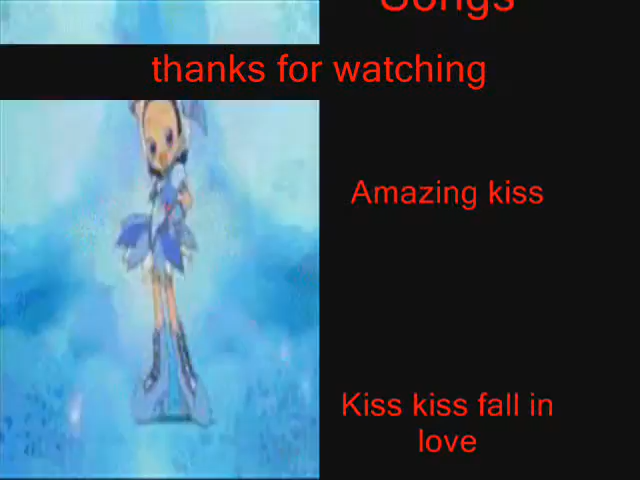 Songs
thanks for watching
Amazing kiss
Kiss kiss fall in
love